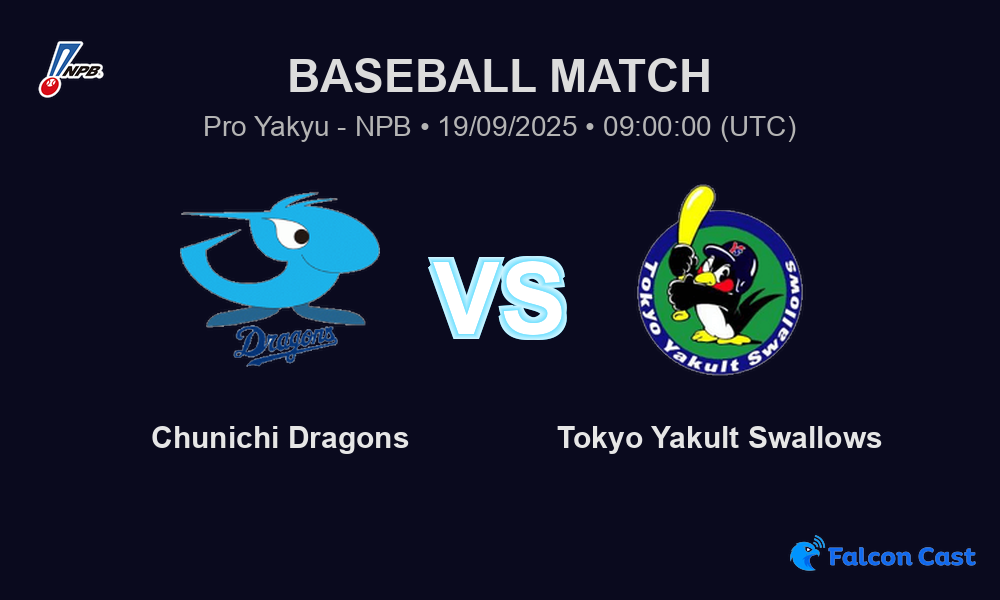 NPB
BASEBALL MATCH
Pro Yakyu - NPB • 19/09/2025 • 09:00:00 (UTC)
Dragons
VS
YS
Tokyo Yakult Swallows
Chunichi Dragons
Tokyo Yakult Swallows
Falcon Cast